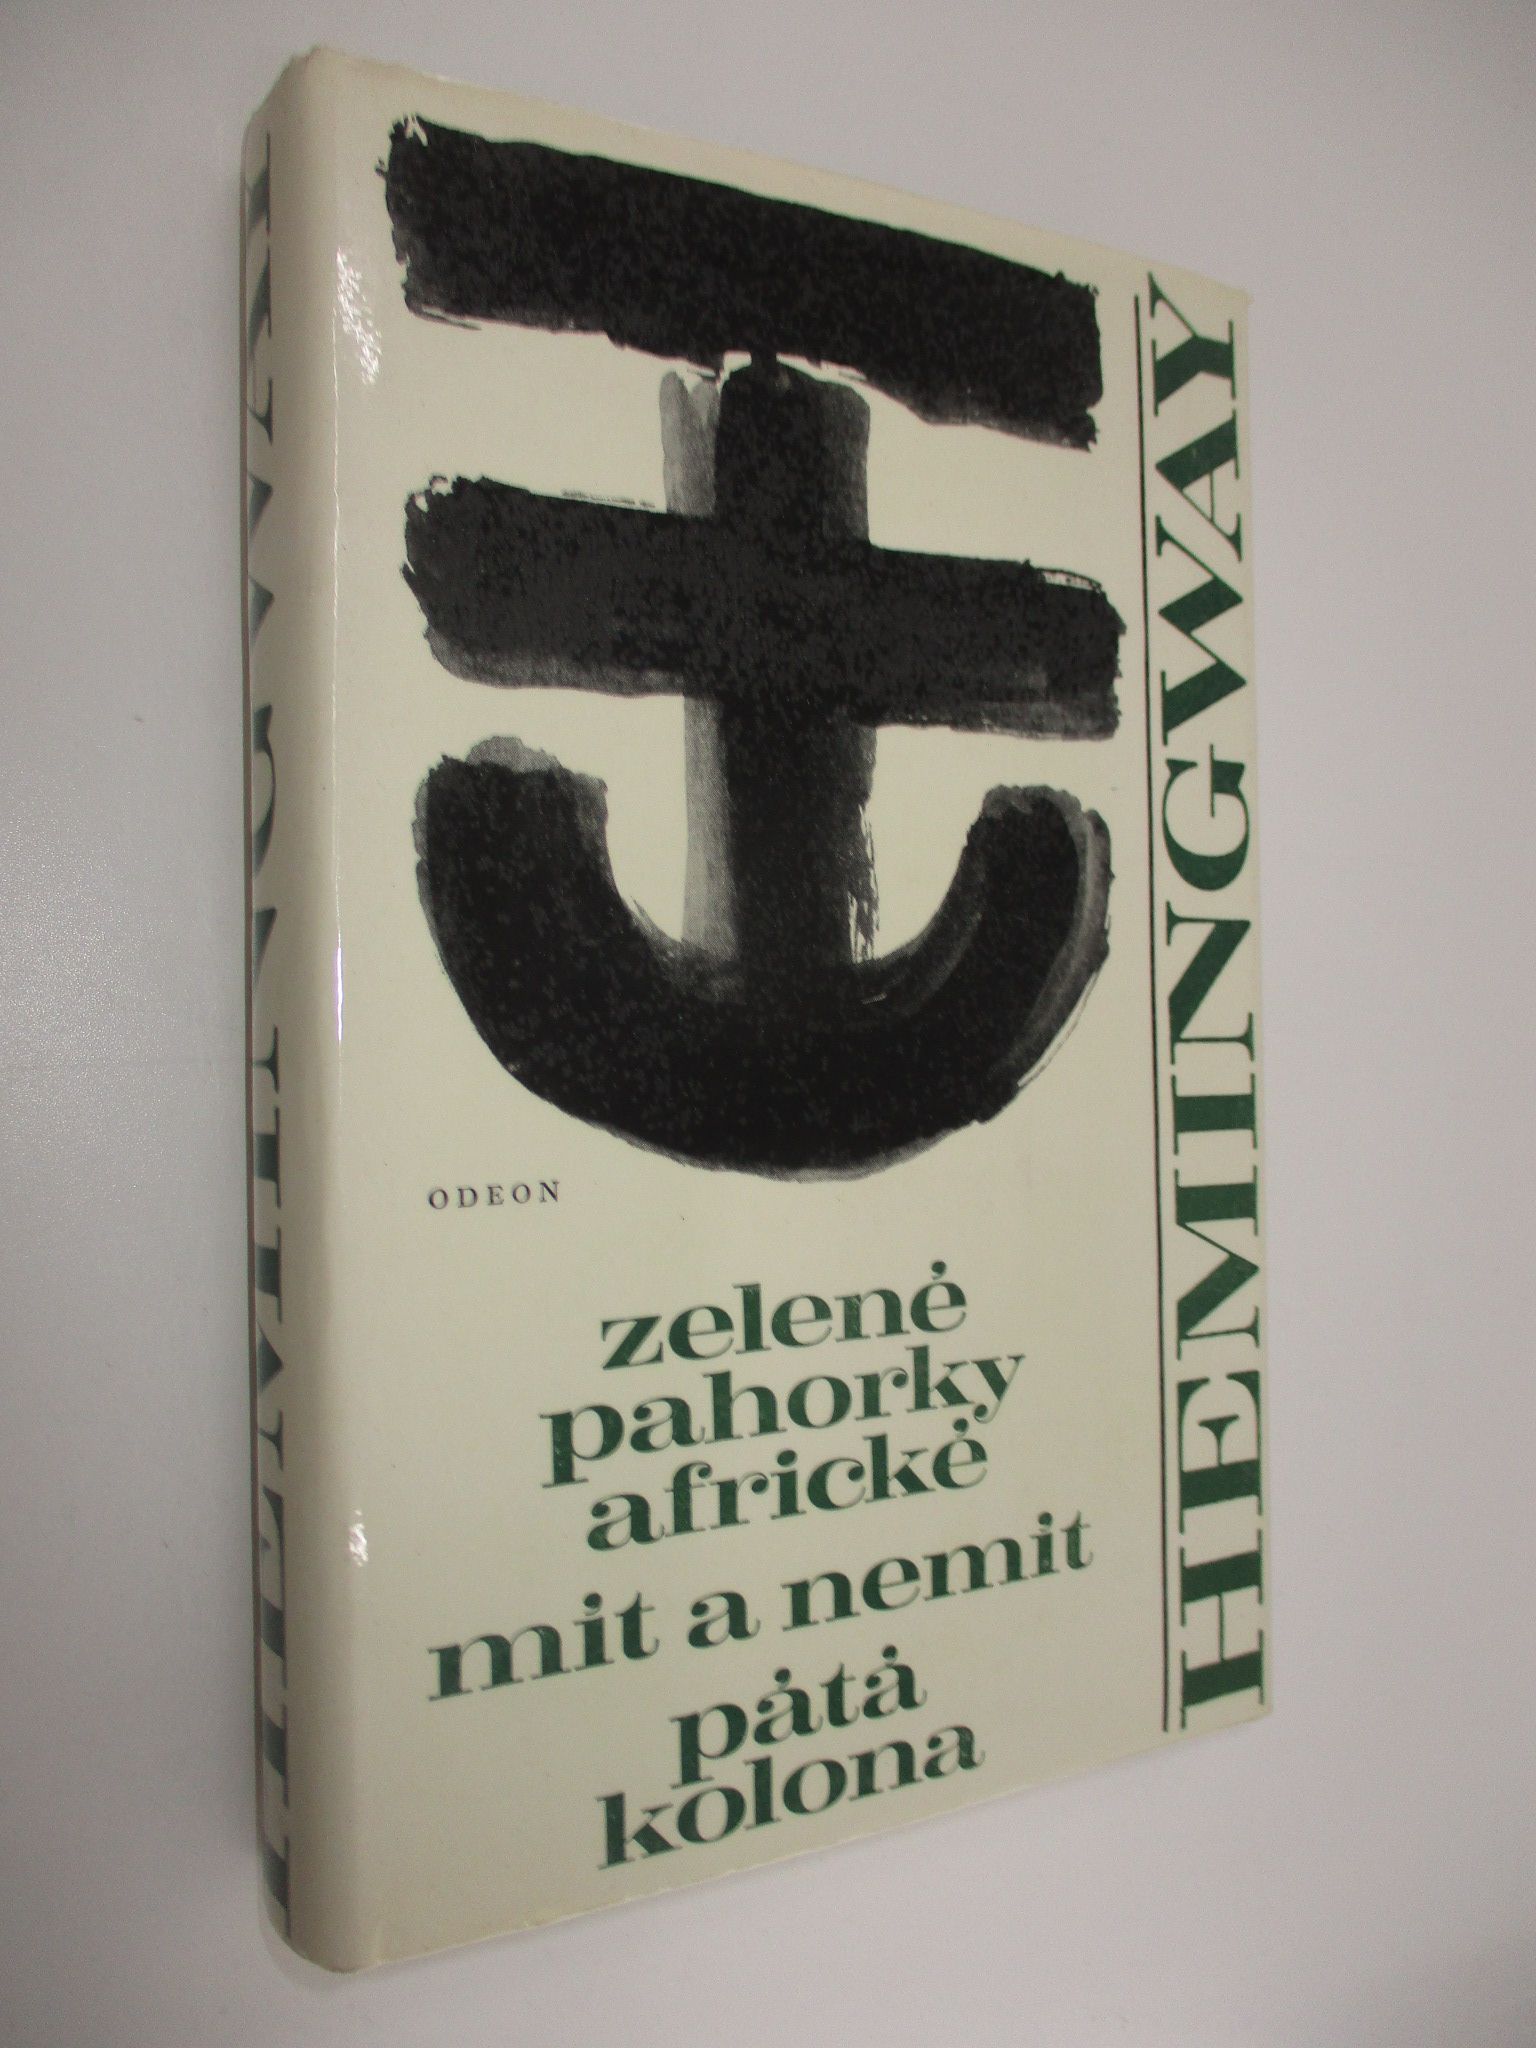 HEMINGWAY
ODEON
zelené
pahorky
africké
mít a nemít
pátá
kolona
HEMINGWAY